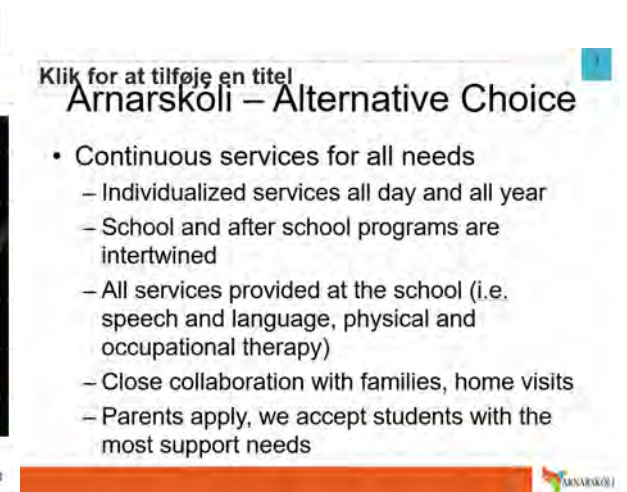 Klik for at tilføje en titel
Arnarskóli – Alternative Choice
• Continuous services for all needs
– Individualized services all day and all year
– School and after school programs are
intertwined
– All services provided at the school (i.e.
speech and language, physical and
occupational therapy)
– Close collaboration with families, home visits
– Parents apply, we accept students with the
most support needs
ARNARSKÓLI